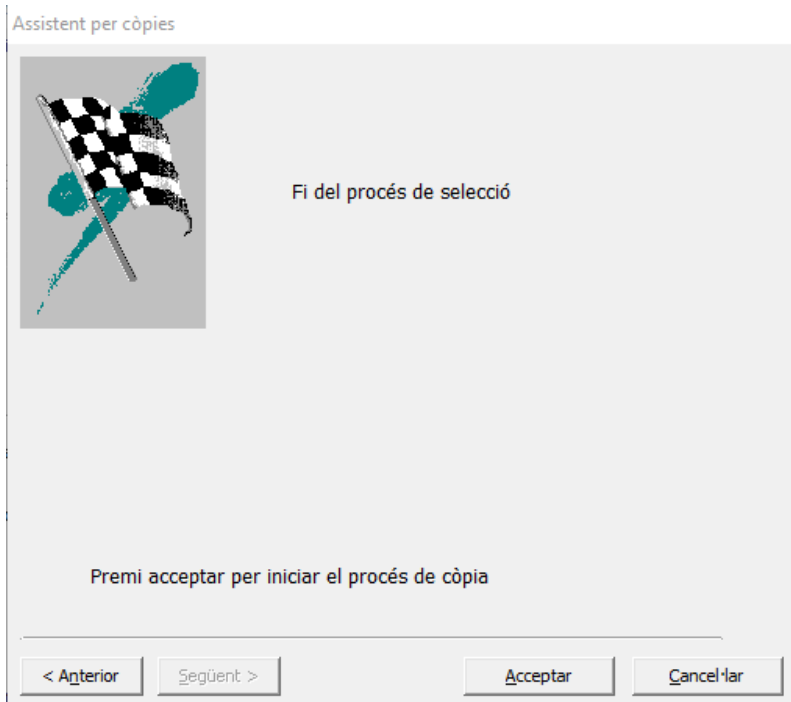 Assistent per còpies
Fi del procés de selecció
Premi acceptar per iniciar el procés de còpia
< Anterior
Següent >
Acceptar
Cancel·lar